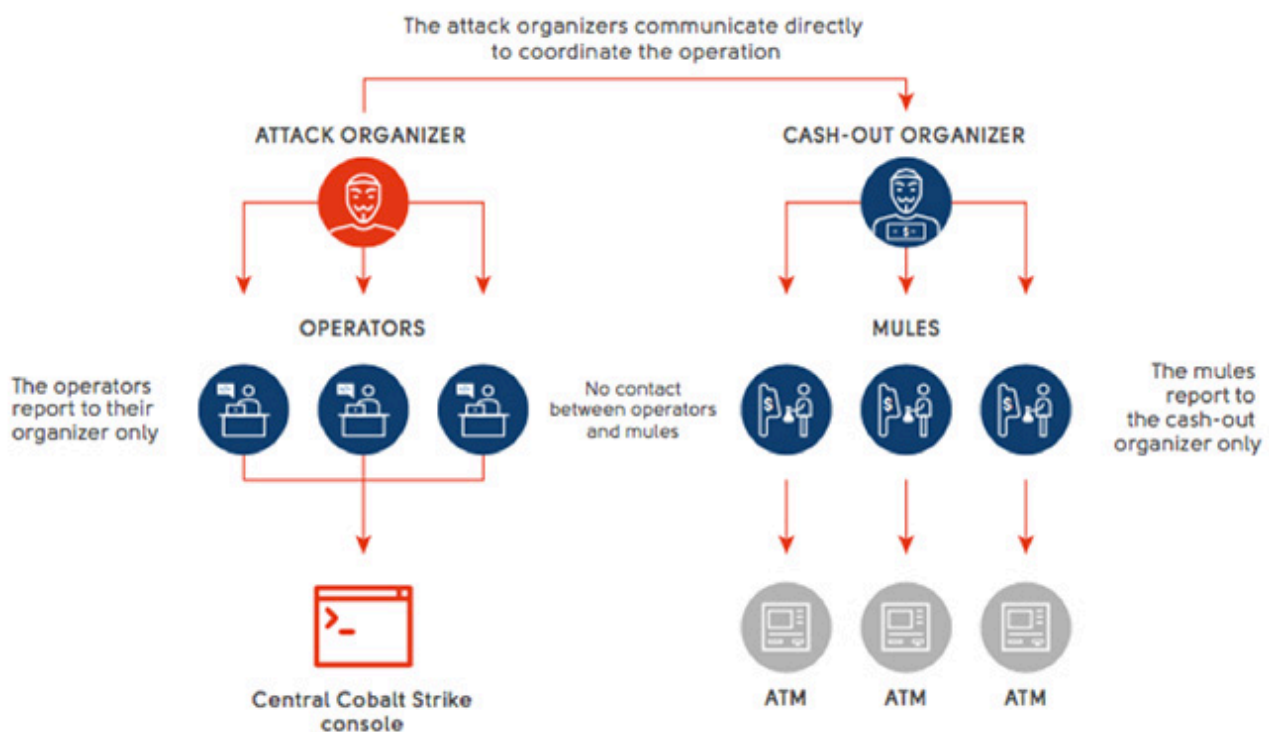 The attack organizers communicate directly
to coordinate the operation
ATTACK ORGANIZER
CASH-OUT ORGANIZER
$
OPERATORS
MULES
The operators
report to their
organizer only
No contact
between operators
and mules
$
$
$
The mules
report to
the cash-out
organizer only
>_
Central Cobalt Strike
console
ATM
ATM
ATM